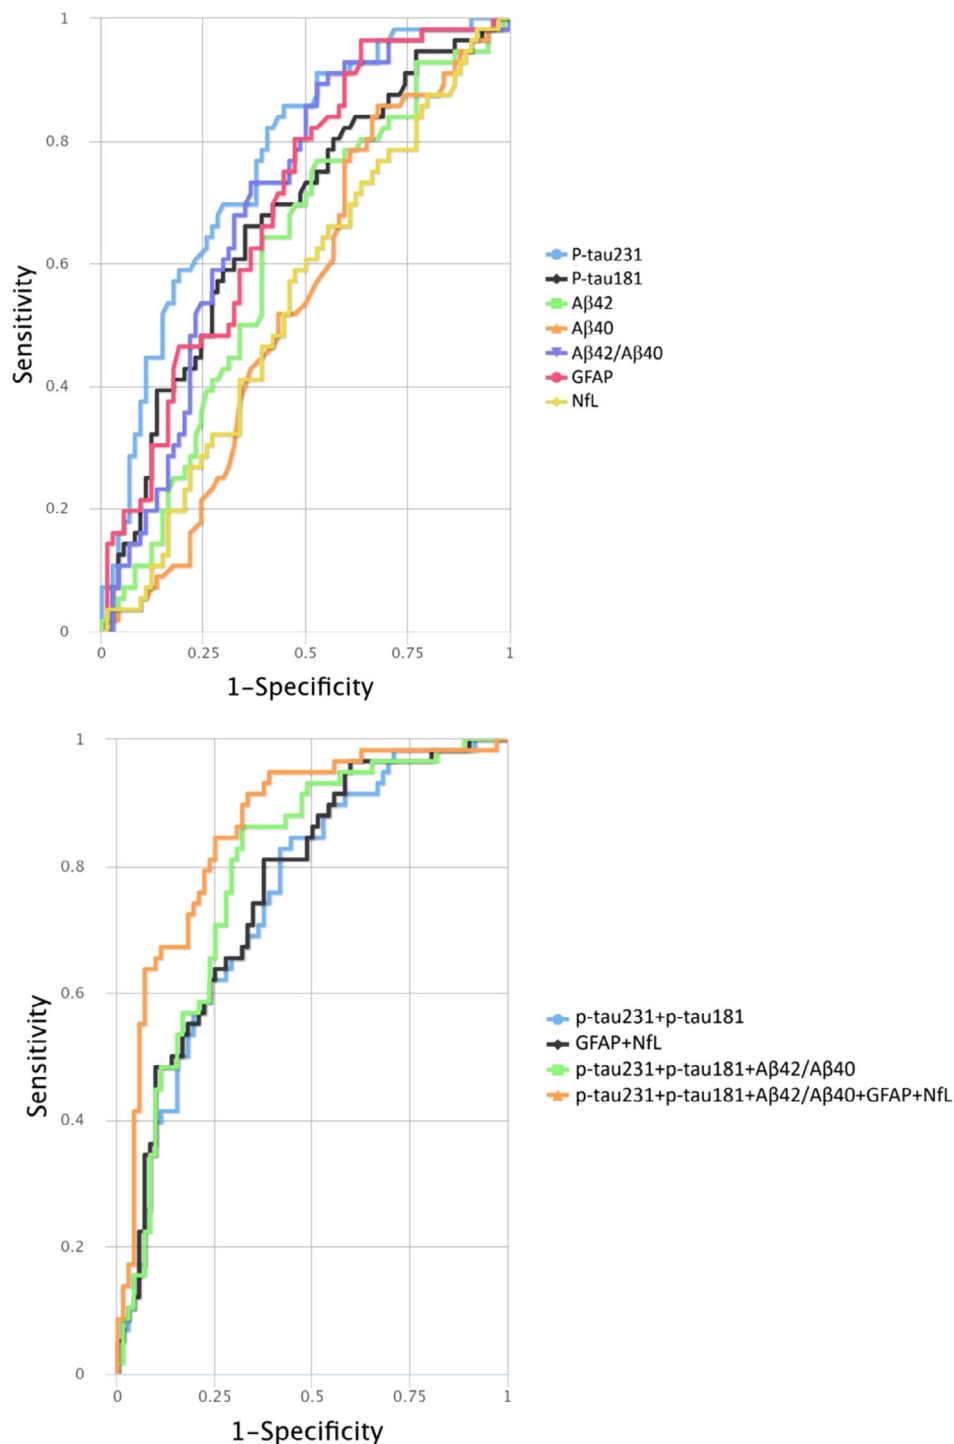 1
0.8
0.6
0.4
0.2
0
0 0.25 0.5 0.75 1
Sensitivity
1-Specificity
P-tau231
P-tau181
Aβ42
Aβ40
Aβ42/Aβ40
GFAP
NfL
1
0.8
0.6
0.4
0.2
0
0 0.25 0.5 0.75 1
Sensitivity
1-Specificity
p-tau231+p-tau181
GFAP+NfL
p-tau231+p-tau181+Aβ42/Aβ40
p-tau231+p-tau181+Aβ42/Aβ40+GFAP+NfL